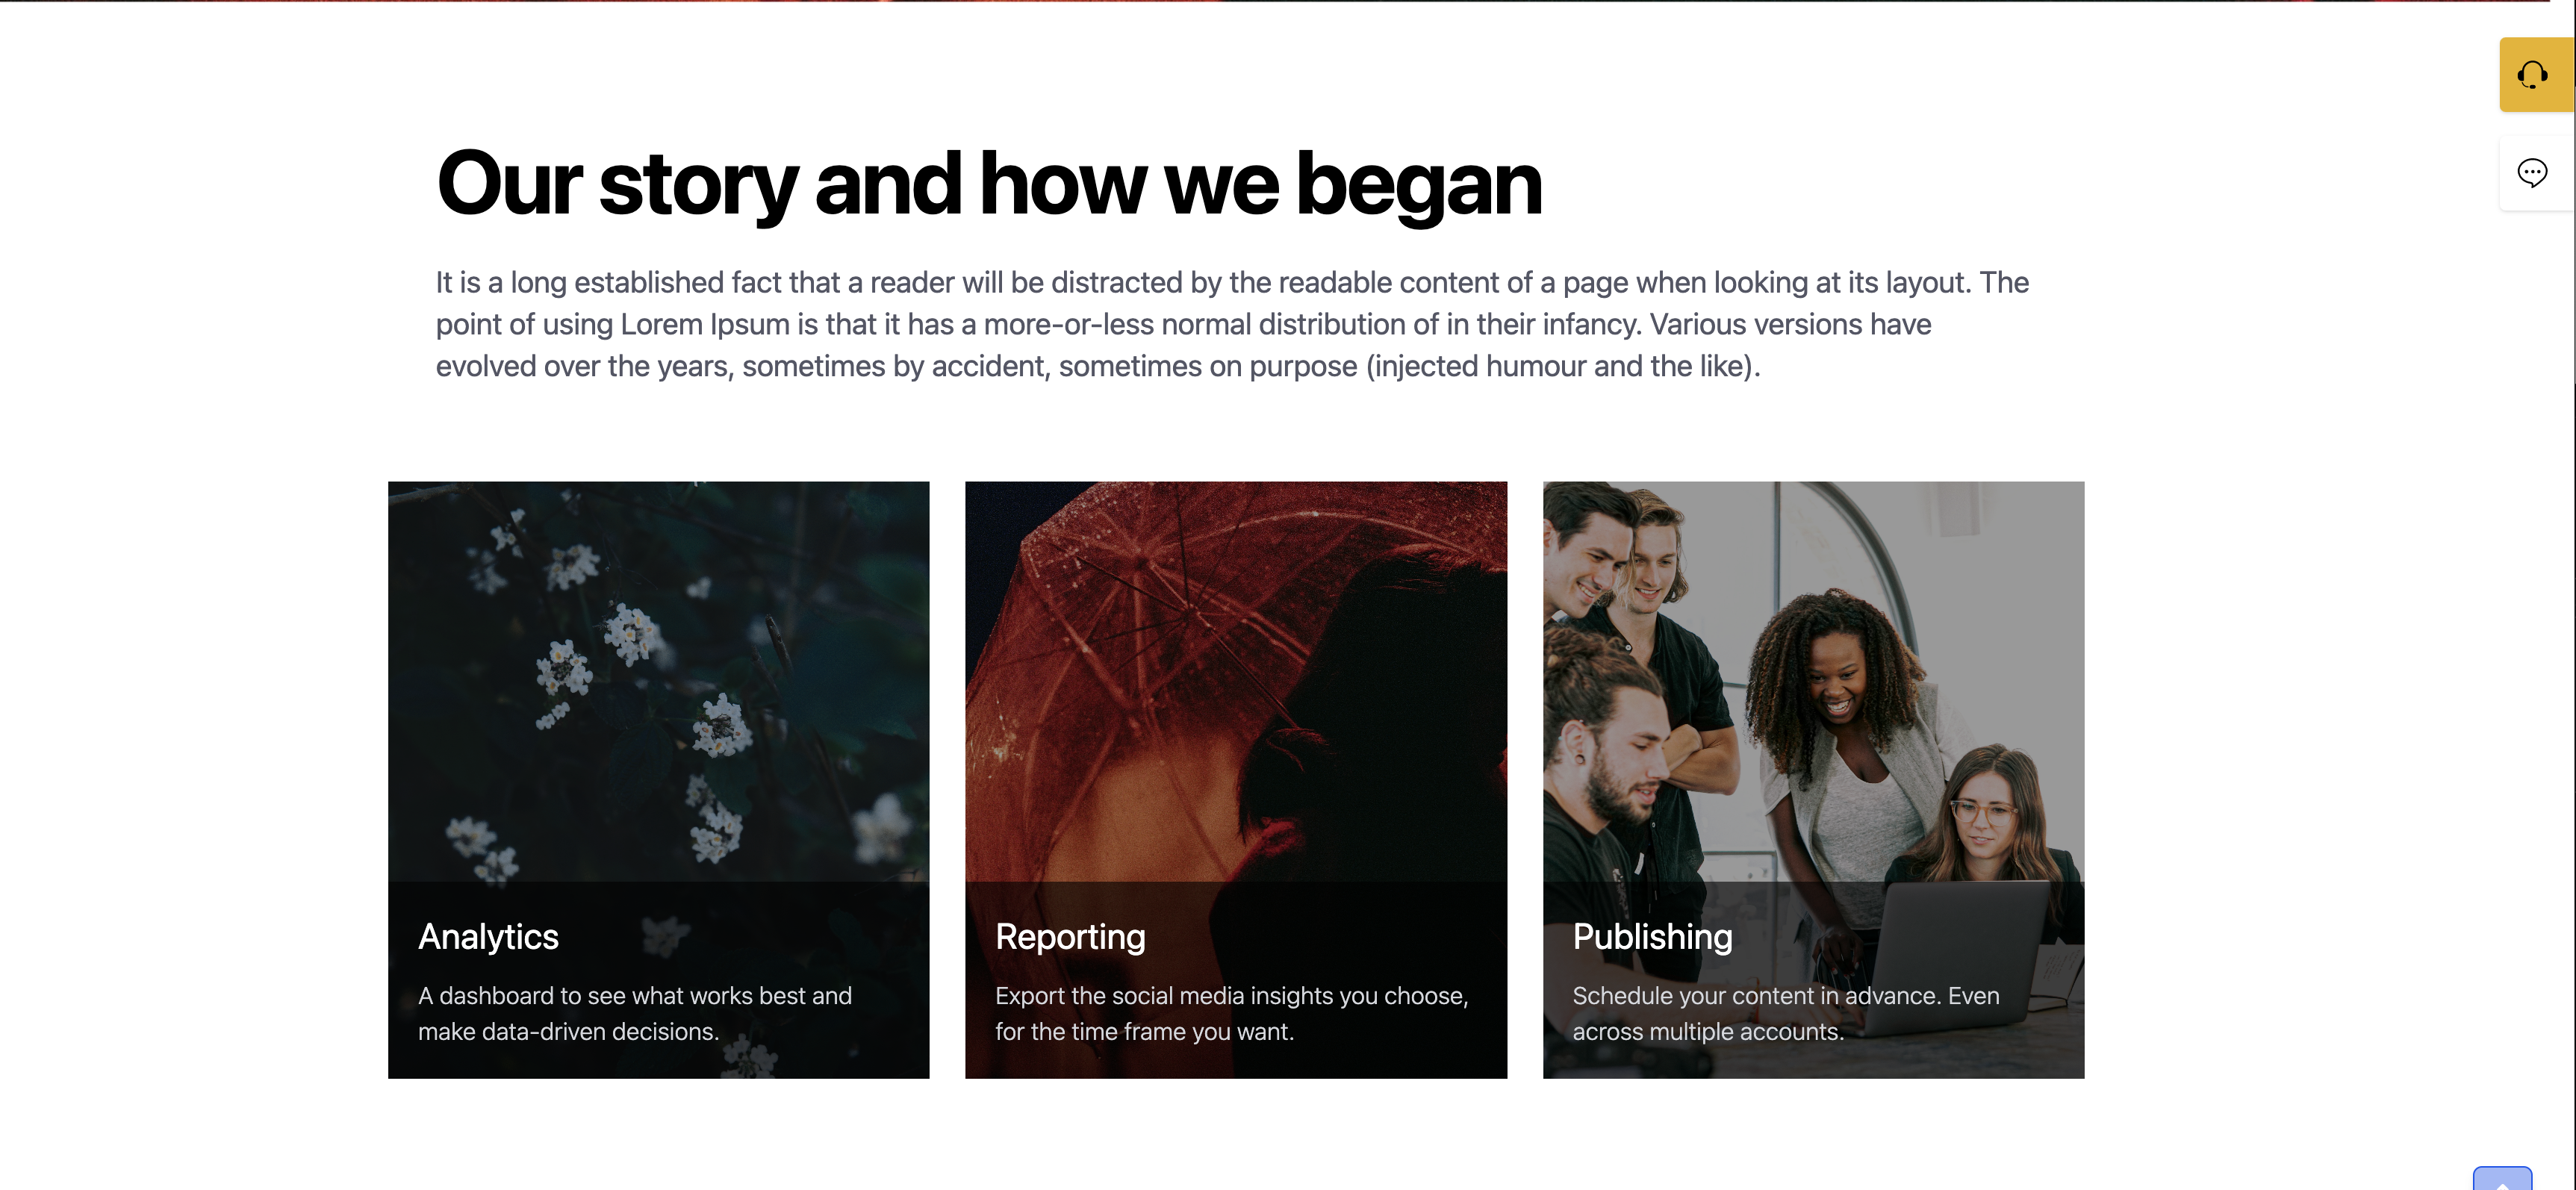 Our story and how we began
It is a long established fact that a reader will be distracted by the readable content of a page when looking at its layout. The
point of using Lorem Ipsum is that it has a more-or-less normal distribution of in their infancy. Various versions have
evolved over the years, sometimes by accident, sometimes on purpose (injected humour and the like).
Analytics
A dashboard to see what works best and
make data-driven decisions.
Reporting
Export the social media insights you choose,
for the time frame you want.
Publishing
Schedule your content in advance. Even
across multiple accounts.